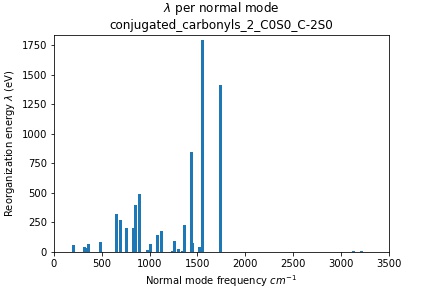 λ per normal mode
conjugated_carbonyls_2_C0S0_C-2S0
Reorganization energy λ (eV)
1750
1500
1250
1000
750
500
250
0
0 500 1000 1500 2000 2500 3000 3500
Normal mode frequency cm⁻¹